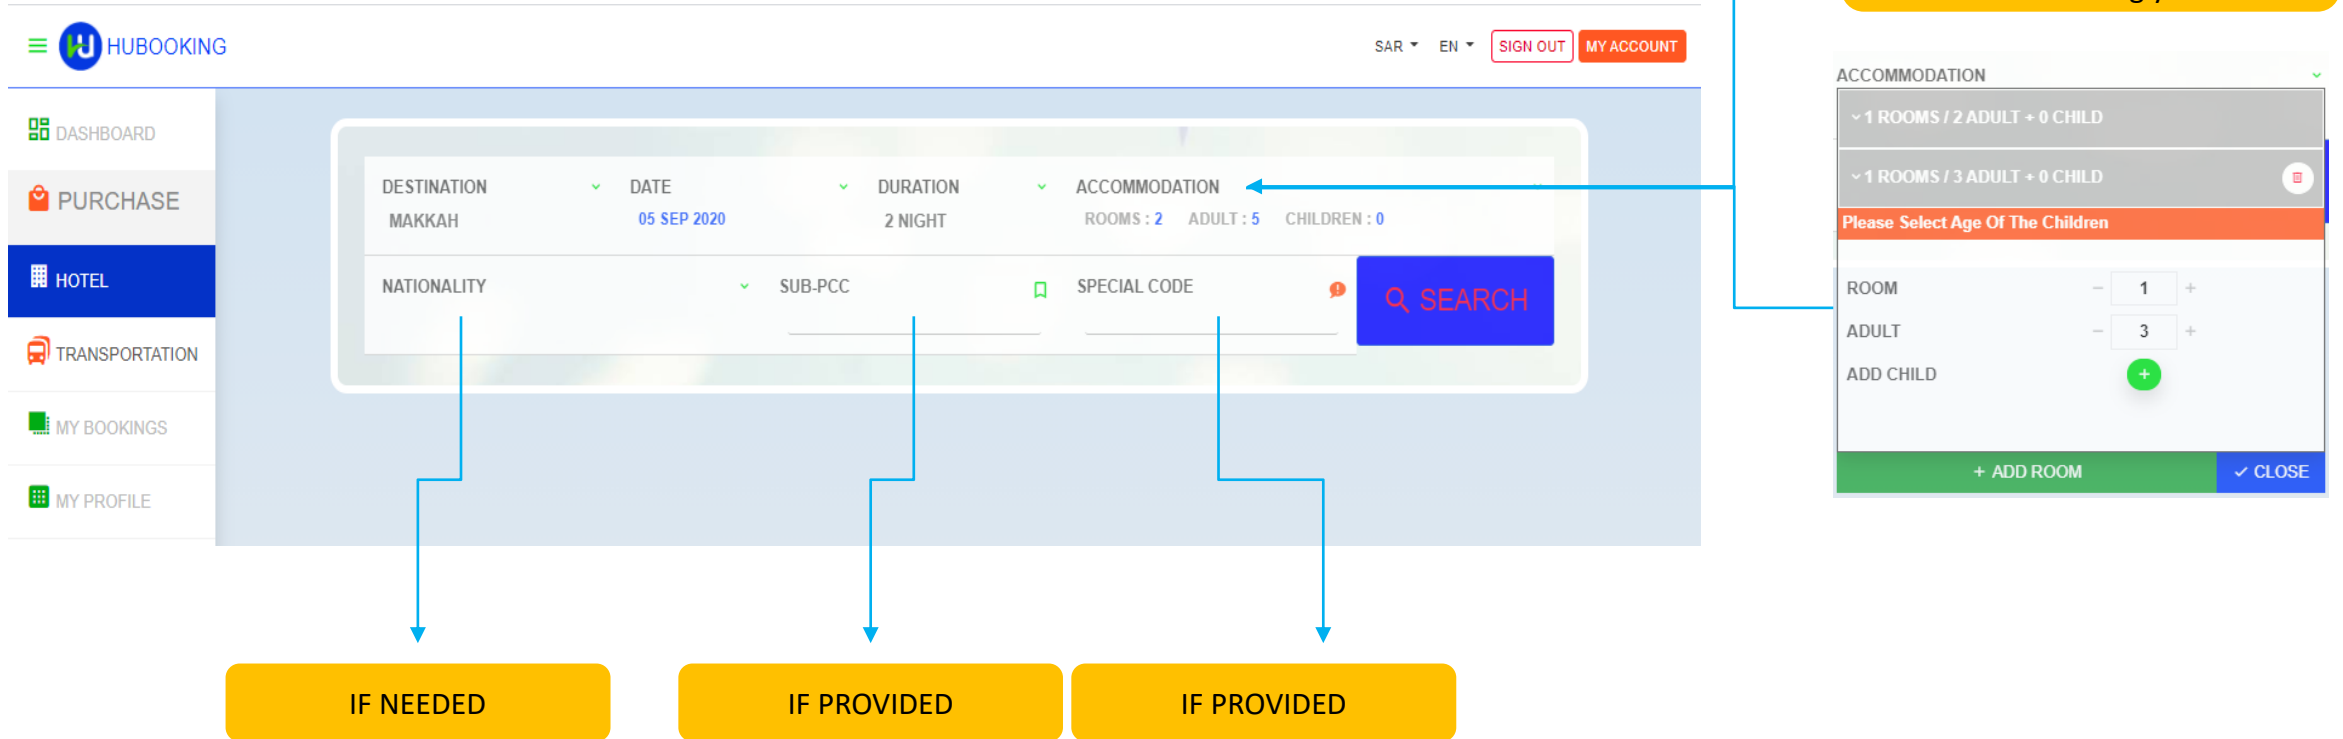 HUBOOKING
SAR EN SIGN OUT MY ACCOUNT
DASHBOARD
PURCHASE
HOTEL
TRANSPORTATION
MY BOOKINGS
MY PROFILE
DESTINATION DATE DURATION ACCOMMODATION
MAKKAH 05 SEP 2020 2 NIGHT ROOMS : 2 ADULT : 5 CHILDREN : 0
NATIONALITY SUB-PCC SPECIAL CODE
SEARCH
IF NEEDED
IF PROVIDED
IF PROVIDED
ACCOMMODATION
1 ROOMS / 2 ADULT + 0 CHILD
1 ROOMS / 3 ADULT + 0 CHILD
Please Select Age Of The Children
ROOM − 1 +
ADULT − 3 +
ADD CHILD +
+ ADD ROOM CLOSE